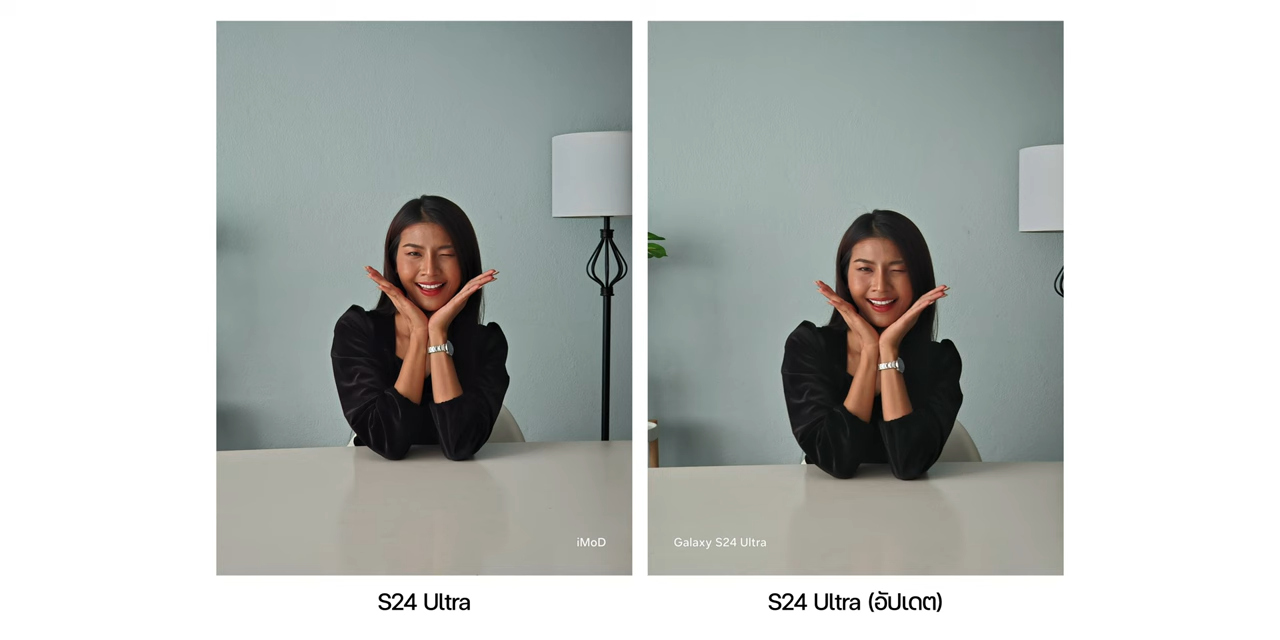 iMoD
Galaxy S24 Ultra
S24 Ultra
S24 Ultra (อัปเดต)